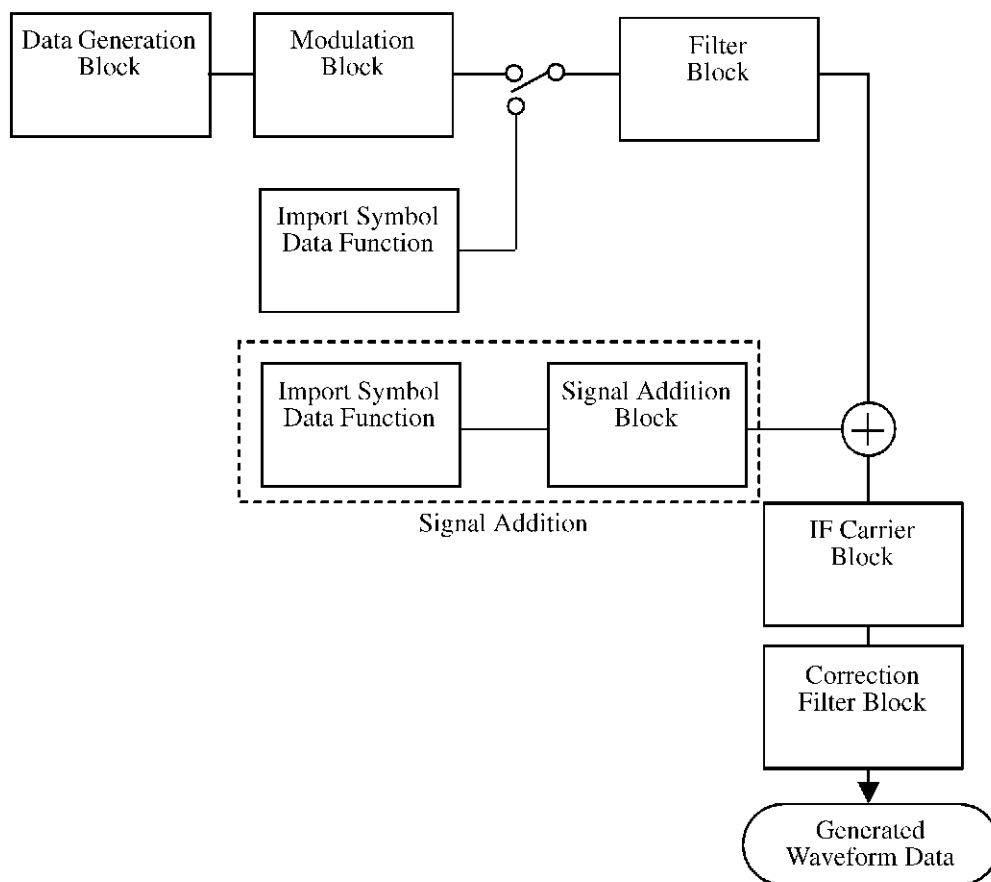 Data Generation
Block
Modulation
Block
Filter
Block
Import Symbol
Data Function
Import Symbol
Data Function
Signal Addition
Block
Signal Addition
IF Carrier
Block
Correction
Filter Block
Generated
Waveform Data